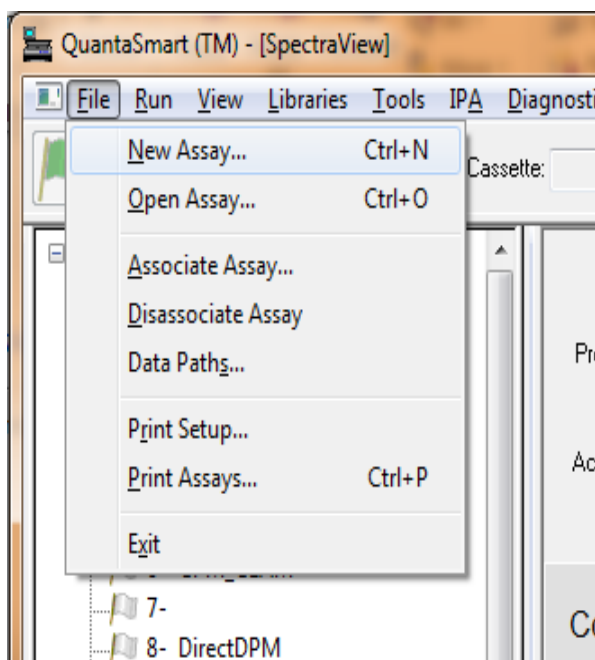 QuantaSmart (TM) - [SpectraView]
File Run View Libraries Tools IPA Diagnosti
New Assay... Ctrl+N
Cassette:
Open Assay... Ctrl+O
Associate Assay...
Disassociate Assay
Data Paths...
Pr
Print Setup...
Print Assays... Ctrl+P
Ac
Exit
7-
Co
8- DirectDPM